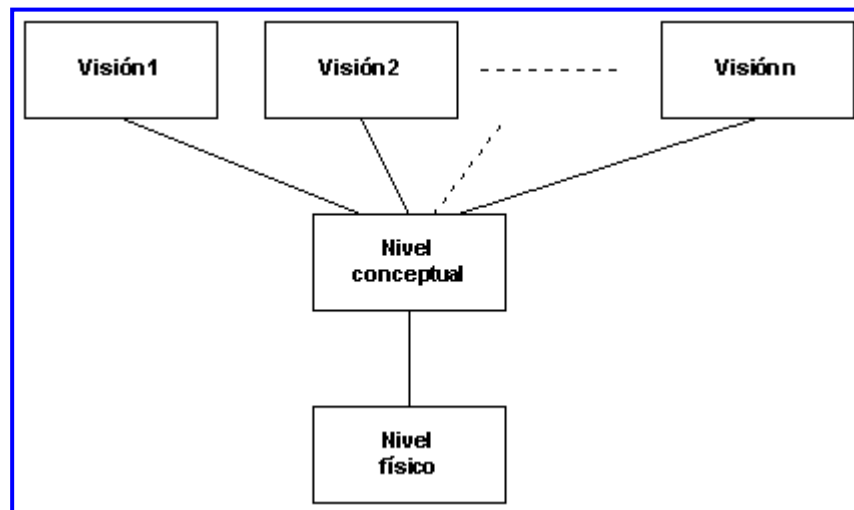 Visión 1
Visión 2
Visión n
Nivel
conceptual
Nivel
físico